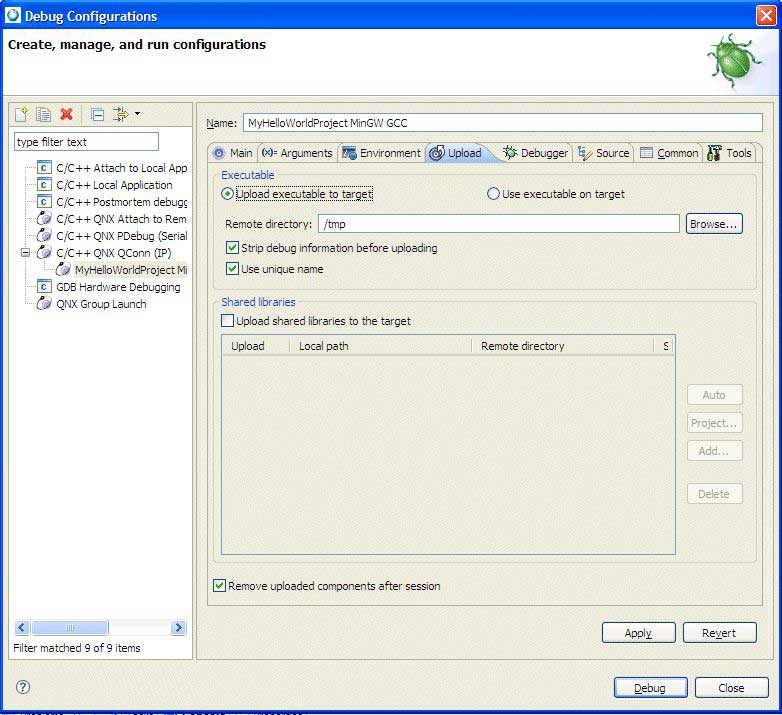 Debug Configurations
Create, manage, and run configurations
type filter text
C/C++ Attach to Local App
C/C++ Local Application
C/C++ Postmortem debugg
C/C++ QNX Attach to Rem
C/C++ QNX PDebug (Serial
C/C++ QNX QConn (IP)
MyHelloWorldProject Mi
GDB Hardware Debugging
QNX Group Launch
Filter matched 9 of 9 items
Name: MyHelloWorldProject MinGW GCC
Main (x)= Arguments Environment Upload Debugger Source Common Tools
Executable
Upload executable to target Use executable on target
Remote directory: /tmp Browse...
Strip debug information before uploading
Use unique name
Shared libraries
Upload shared libraries to the target
Upload Local path Remote directory S
Auto
Project...
Add...
Delete
Remove uploaded components after session
Apply Revert
Debug Close